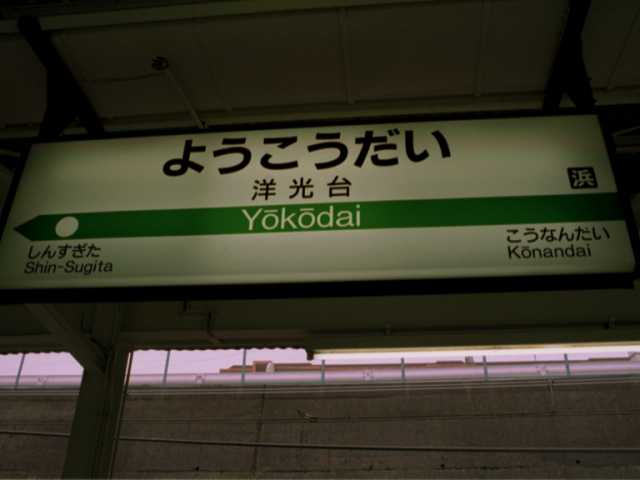 ようこうだい
洋光台
浜
Yōkōdai
しんすぎた
Shin-Sugita
こうなんだい
Kōnandai